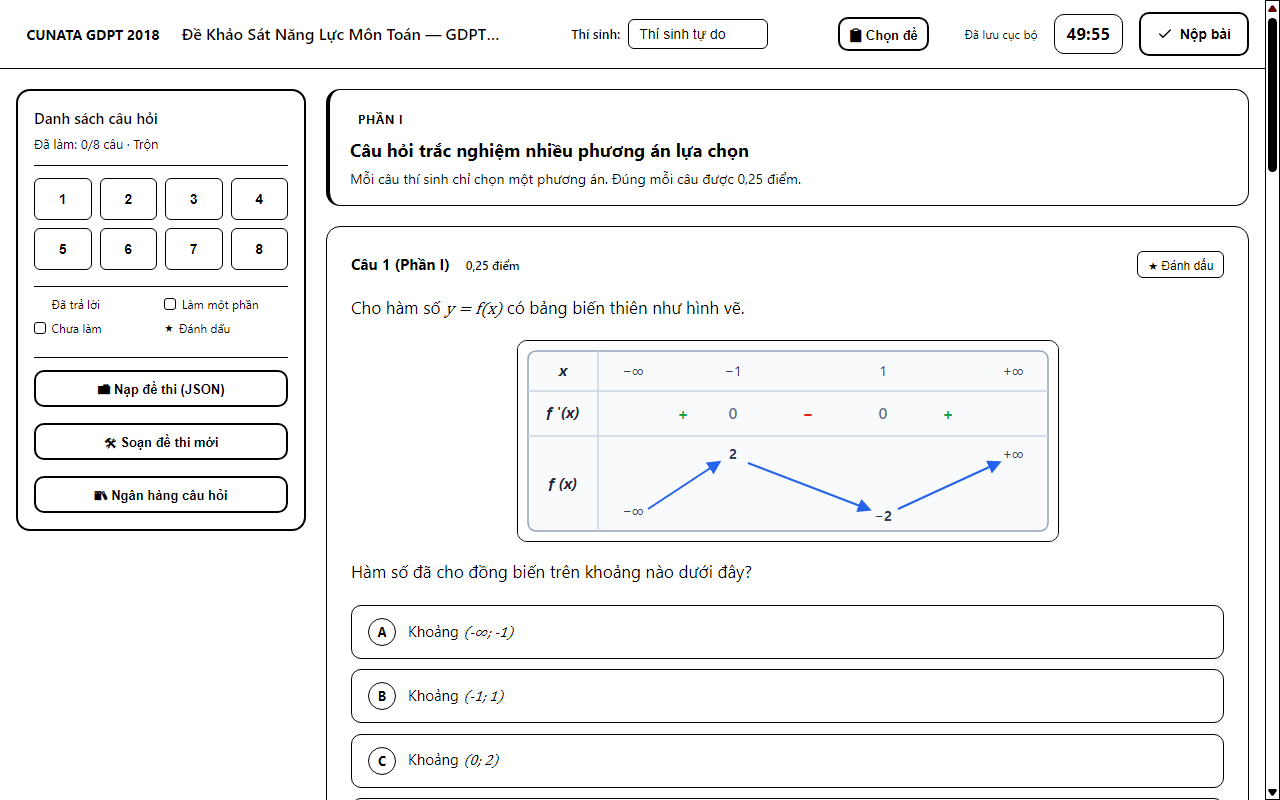 CUNATA GDPT 2018
Đề Khảo Sát Năng Lực Môn Toán — GDPT...
Thí sinh:
Thí sinh tự do
Chọn đề
Đã lưu cục bộ
49:55
✓ Nộp bài
Danh sách câu hỏi
Đã làm: 0/8 câu · Trộn
1 2 3 4
5 6 7 8
Đã trả lời
Làm một phần
Chưa làm
★ Đánh dấu
Nạp đề thi (JSON)
Soạn đề thi mới
Ngân hàng câu hỏi
PHẦN I
Câu hỏi trắc nghiệm nhiều phương án lựa chọn
Mỗi câu thí sinh chỉ chọn một phương án. Đúng mỗi câu được 0,25 điểm.
Câu 1 (Phần I) 0,25 điểm
★ Đánh dấu
Cho hàm số y = f(x) có bảng biến thiên như hình vẽ.
x −∞ −1 1 +∞
f '(x) + 0 − 0 +
2 +∞
f (x)
−∞ −2
Hàm số đã cho đồng biến trên khoảng nào dưới đây?
A Khoảng (-∞; -1)
B Khoảng (-1; 1)
C Khoảng (0; 2)